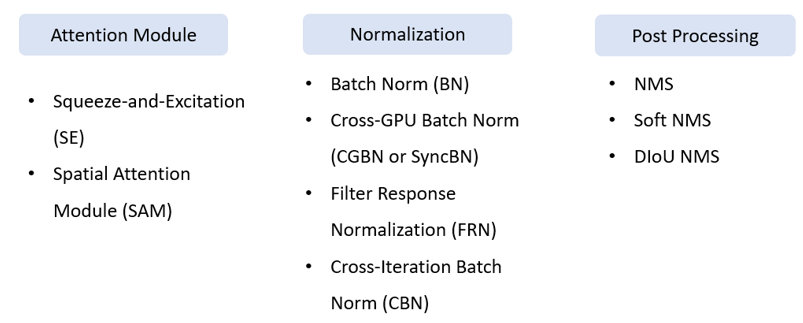 Attention Module
• Squeeze-and-Excitation
(SE)
• Spatial Attention
Module (SAM)
Normalization
• Batch Norm (BN)
• Cross-GPU Batch Norm
(CGBN or SyncBN)
• Filter Response
Normalization (FRN)
• Cross-Iteration Batch
Norm (CBN)
Post Processing
• NMS
• Soft NMS
• DIoU NMS